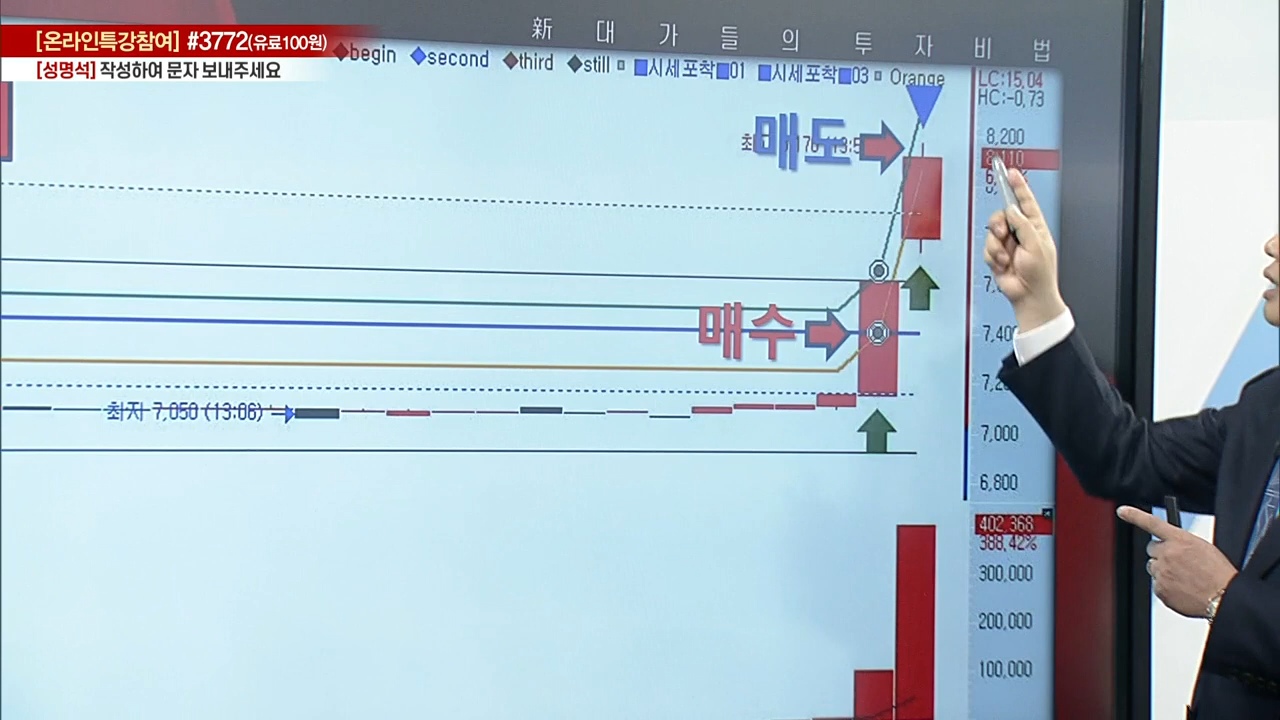 [온라인특강참여] #3772(유료100원)
[성명석] 작성하여 문자 보내주세요
新 대 가 들 의 투 자 비 법
begin second third still 시세포착 01 시세포착 03 Orange
LC:15,04
HC:-0,73
매도
8,200
8,110
매수
7,400
최저 7,050 (13:06)
7,000
6,800
402,368
388,42%
300,000
200,000
100,000